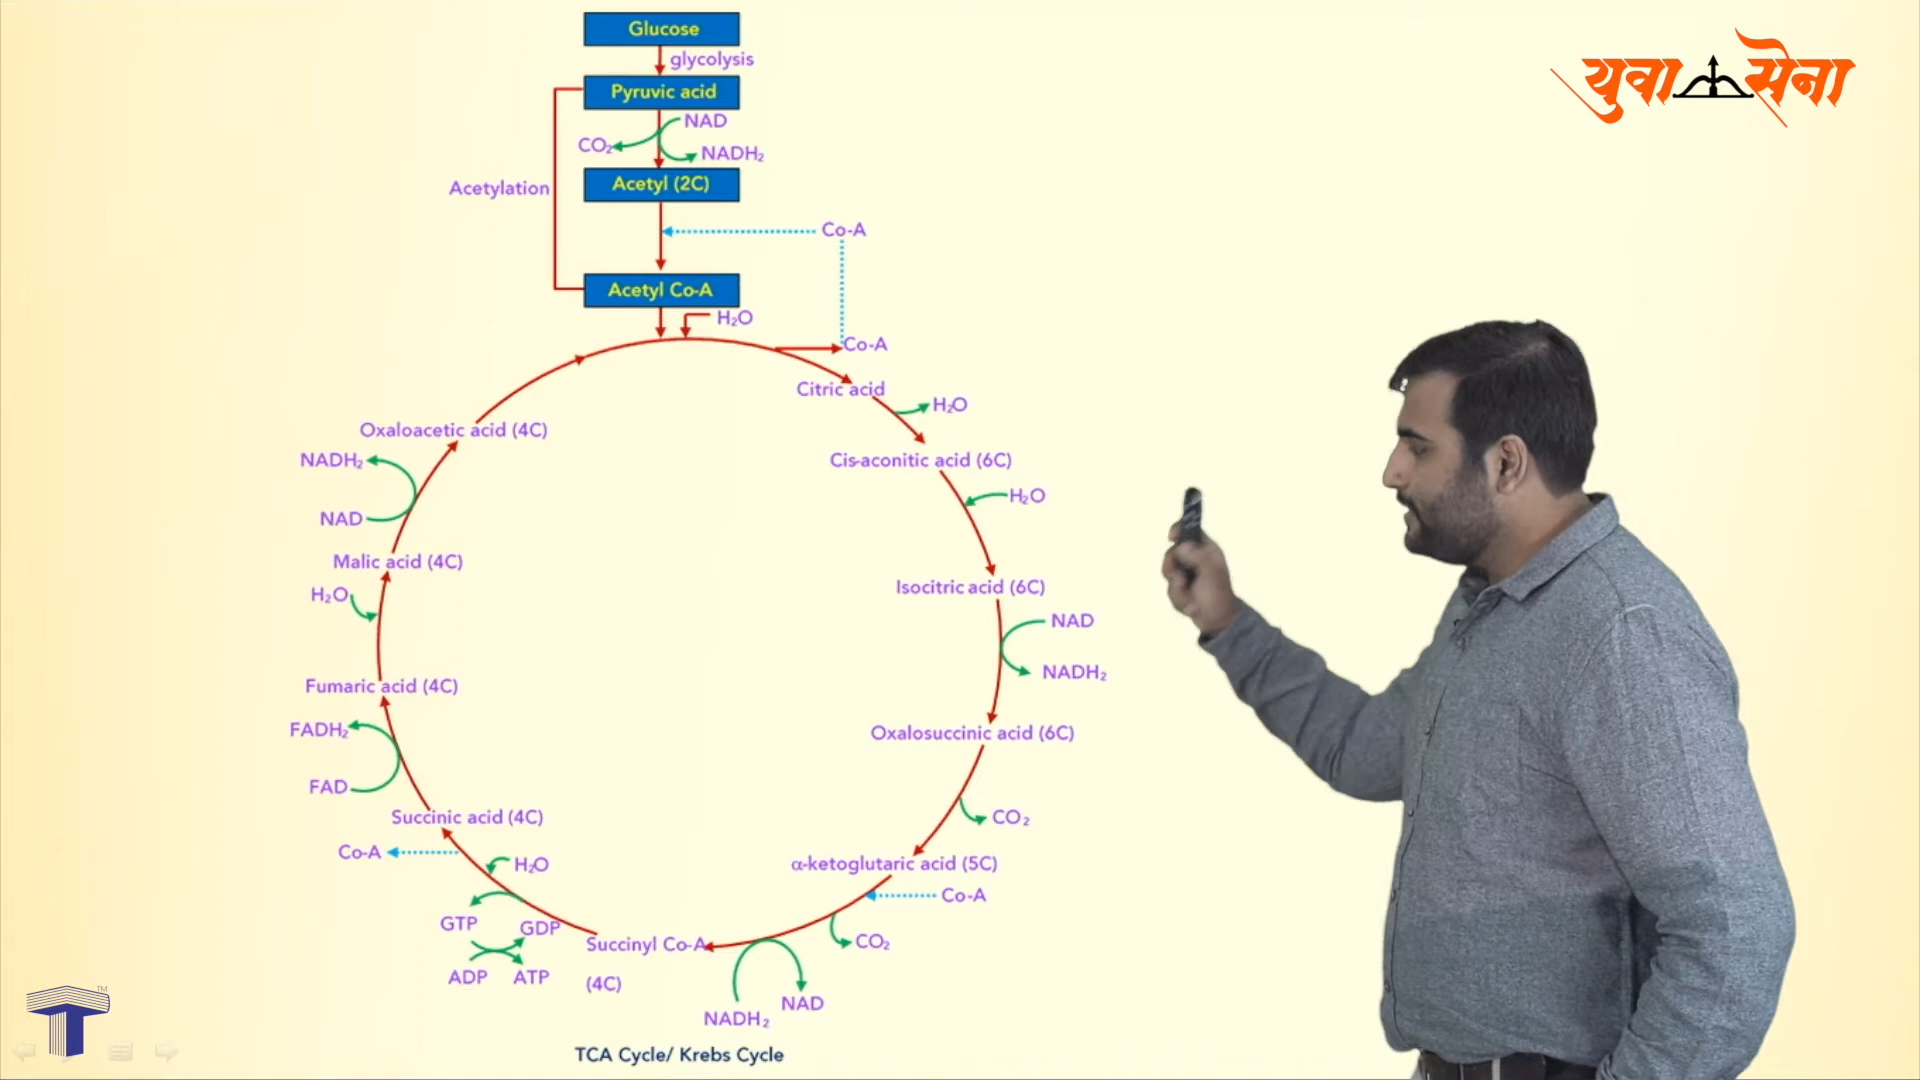 Glucose
glycolysis
युवा सेना
Pyruvic acid
NAD
CO₂
NADH₂
Acetyl (2C)
Acetylation
Co-A
Acetyl Co-A
H₂O
Co-A
Citric acid
H₂O
Oxaloacetic acid (4C)
NADH₂
Cis-aconitic acid (6C)
H₂O
NAD
Malic acid (4C)
Isocitric acid (6C)
H₂O
NAD
NADH₂
Fumaric acid (4C)
FADH₂
Oxalosuccinic acid (6C)
FAD
Succinic acid (4C)
CO₂
Co-A
H₂O
α-ketoglutaric acid (5C)
Co-A
GTP
GDP
Succinyl Co-A
(4C)
CO₂
ADP
ATP
NADH₂
NAD
T
TM
TCA Cycle/ Krebs Cycle